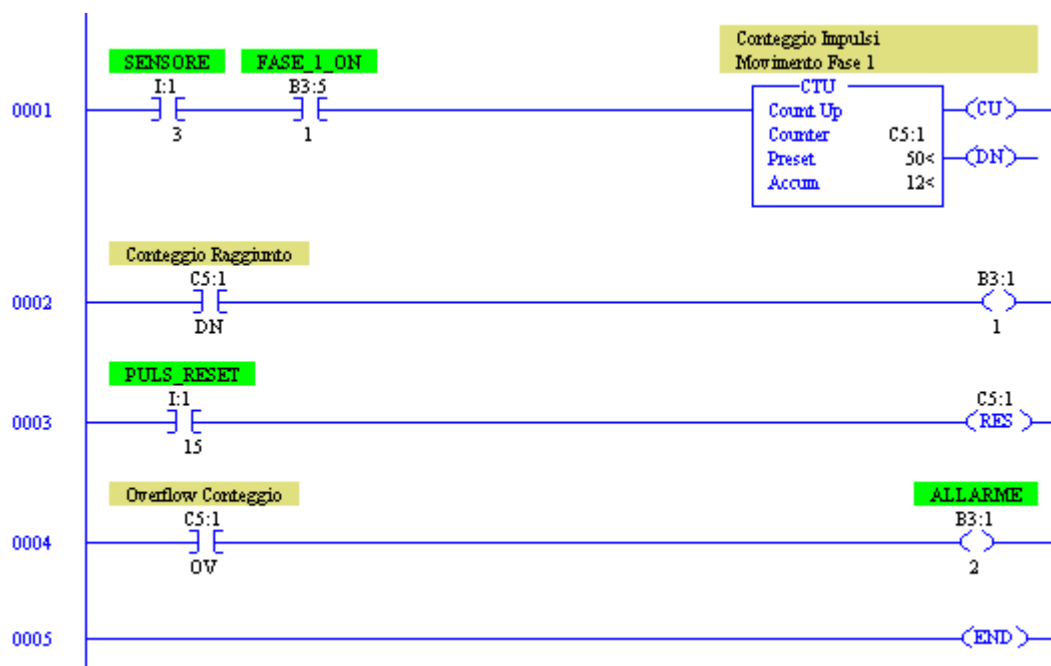 Conteggio Impulsi
Movimento Fase 1
SENSORE FASE_1_ON
I:1 B3:5 CTU
0001 Count Up CU
3 1 Counter C5:1
Preset 50< DN
Accum 12<
Conteggio Raggiunto
C5:1 B3:1
0002
DN 1
PULS_RESET
I:1 C5:1
0003 RES
15
Overflow Conteggio ALLARME
C5:1 B3:1
0004
OV 2
0005 END